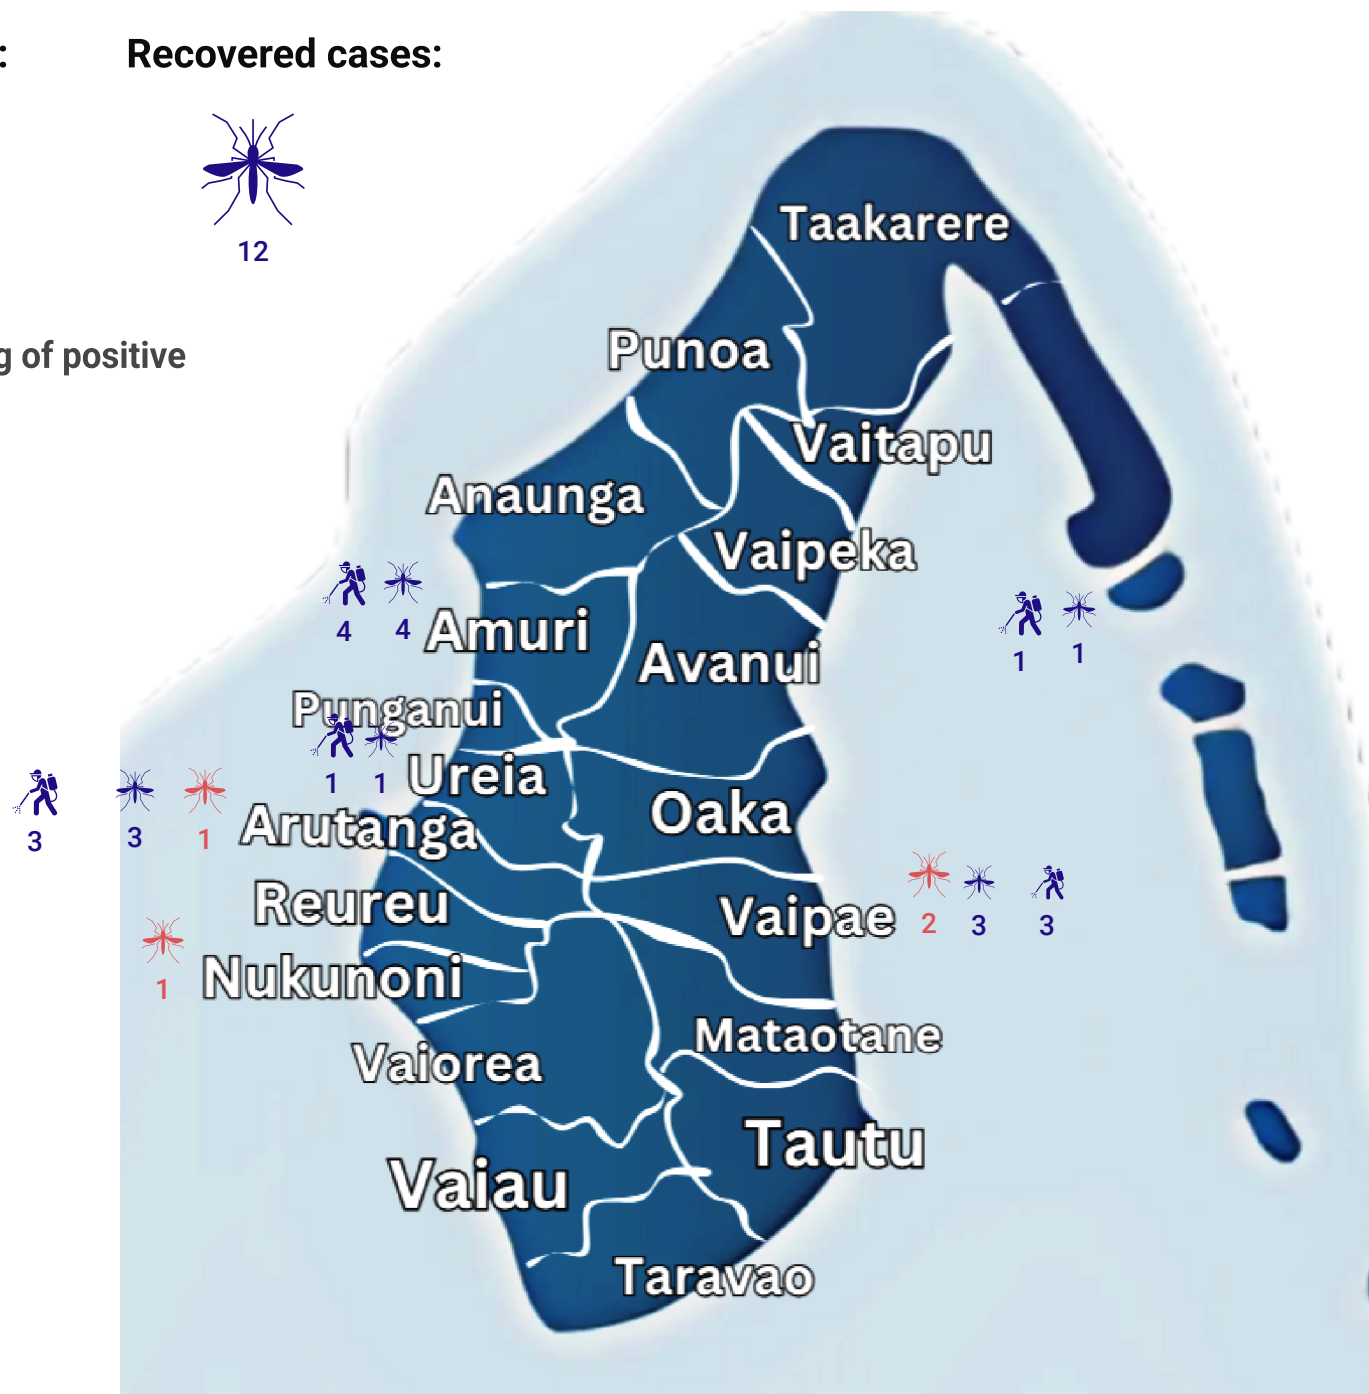 :
Recovered cases:
12
g of positive
Taakarere
Punoa
Vaitapu
Anaunga
Vaipeka
4
4
Amuri
Avanui
1
1
Punganui
1
1
Ureia
3
3
1
Arutanga
Oaka
Reureu
Vaipae
2
3
3
1
Nukunoni
Mataotane
Vaiorea
Tautu
Vaiau
Taravao